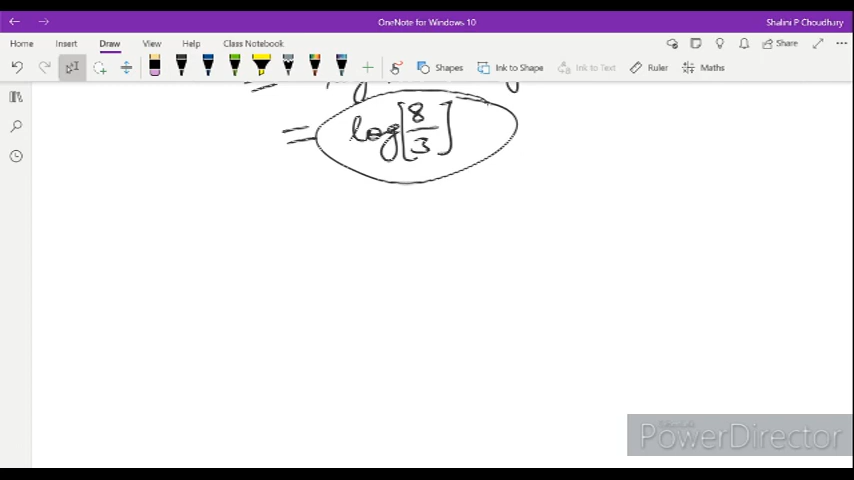 OneNote for Windows 10
Shalini P Choudhary
Home Insert Draw View Help Class Notebook Share
Shapes Ink to Shape Ink to Text Ruler Maths
= log [8/3]
PowerDirector